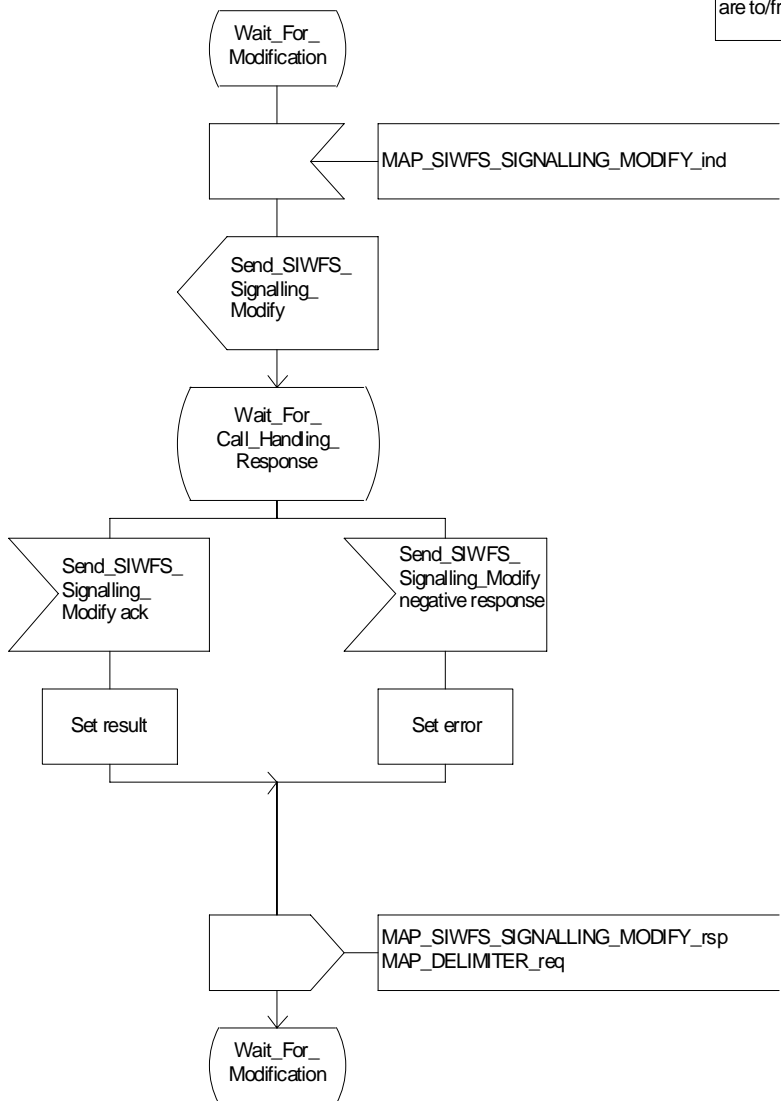 are to/fr
Wait_For_
Modification
MAP_SIWFS_SIGNALLING_MODIFY_ind
Send_SIWFS_
Signalling_
Modify
Wait_For_
Call_Handling_
Response
Send_SIWFS_
Signalling_
Modify ack
Send_SIWFS_
Signalling_Modify
negative response
Set result
Set error
MAP_SIWFS_SIGNALLING_MODIFY_rsp
MAP_DELIMITER_req
Wait_For_
Modification